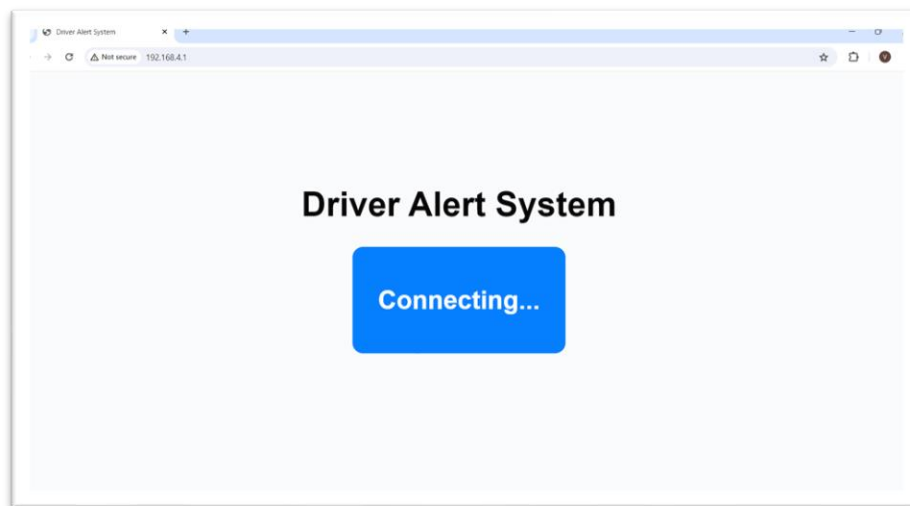 Driver Alert System
Not secure 192.168.4.1
V
Driver Alert System
Connecting...